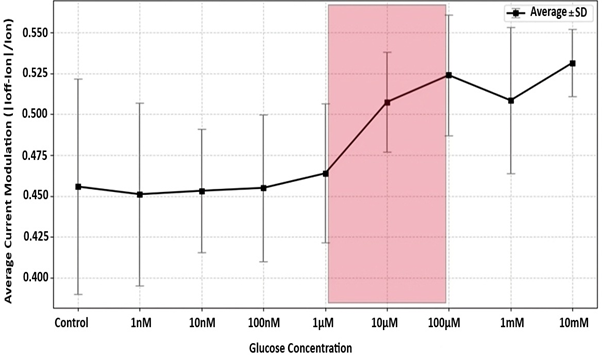 Average ±SD
Average Current Modulation (|Ioff-Ion|/Ion)
0.550
0.525
0.500
0.475
0.450
0.425
0.400
Control 1nM 10nM 100nM 1µM 10µM 100µM 1mM 10mM
Glucose Concentration